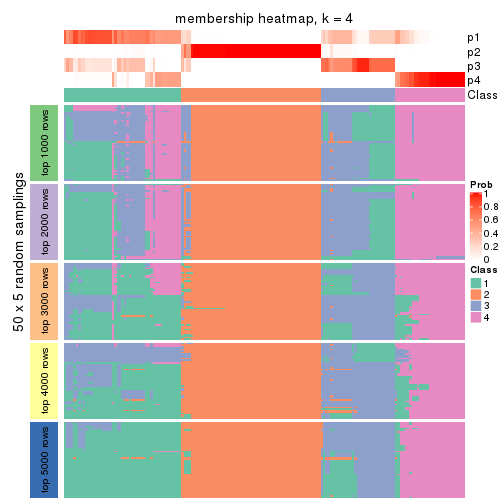 membership heatmap, k = 4
p1
p2
p3
p4
Class
50 x 5 random samplings
top 1000 rows
top 2000 rows
top 3000 rows
top 4000 rows
top 5000 rows
Prob
1
0.8
0.6
0.4
0.2
0
Class
1
2
3
4